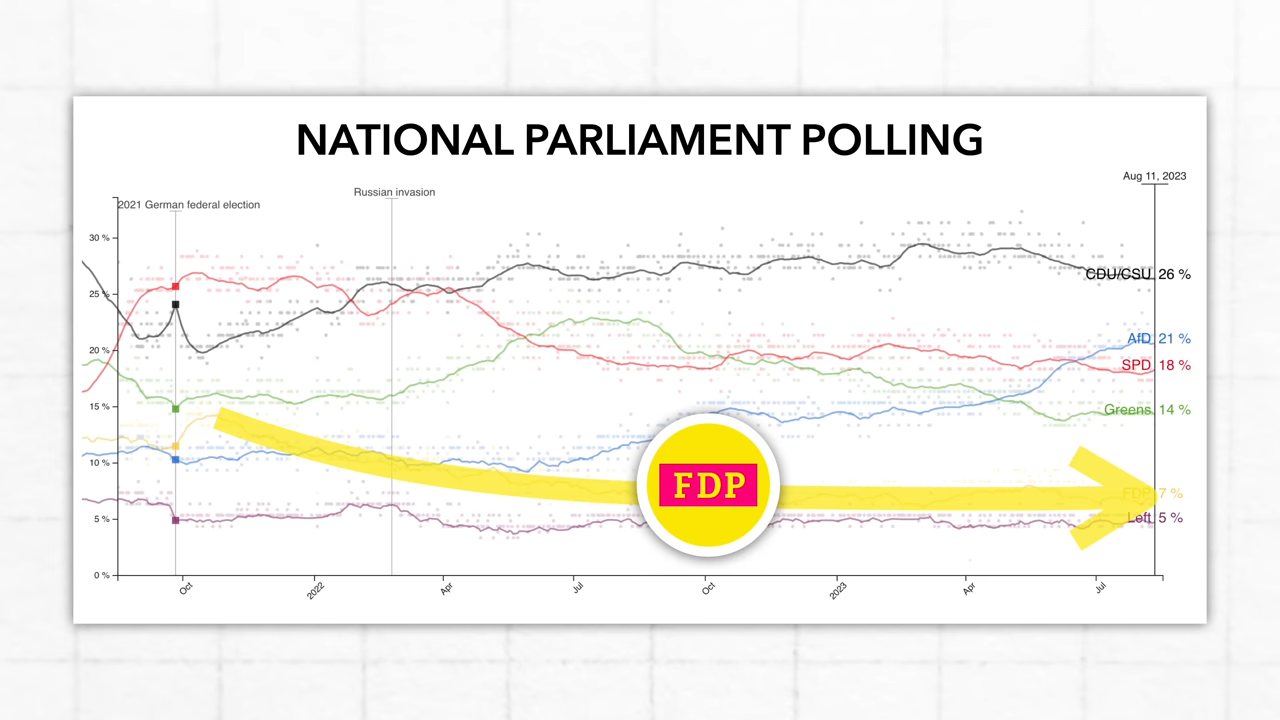 NATIONAL PARLIAMENT POLLING
Aug 11, 2023
Russian invasion
2021 German federal election
30 %
25 %
20 %
15 %
10 %
5 %
0 %
CDU/CSU 26 %
AfD 21 %
SPD 18 %
Greens 14 %
FDP 7 %
Left 5 %
FDP
Oct
2022
Apr
Jul
Oct
2023
Apr
Jul